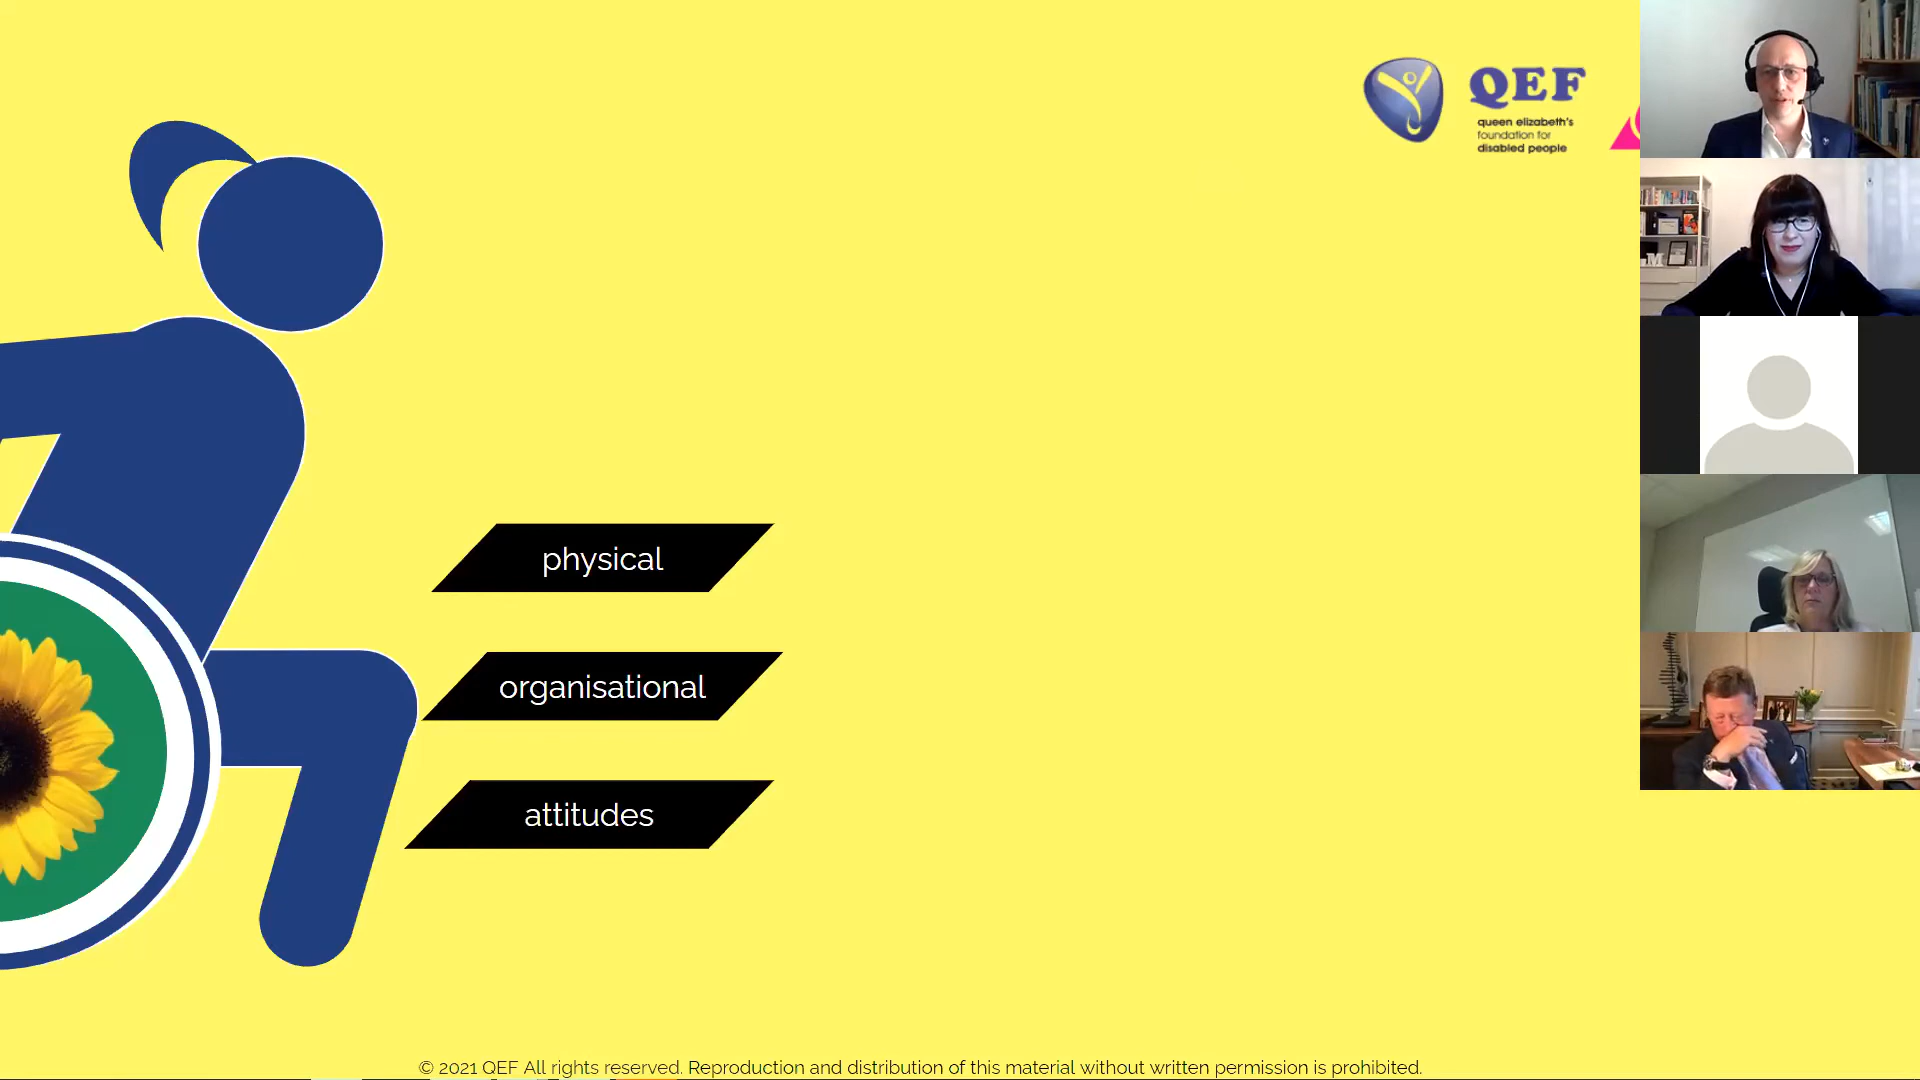 QEF
queen elizabeth's
foundation for
disabled people
physical
organisational
attitudes
© 2021 QEF All rights reserved. Reproduction and distribution of this material without written permission is prohibited.